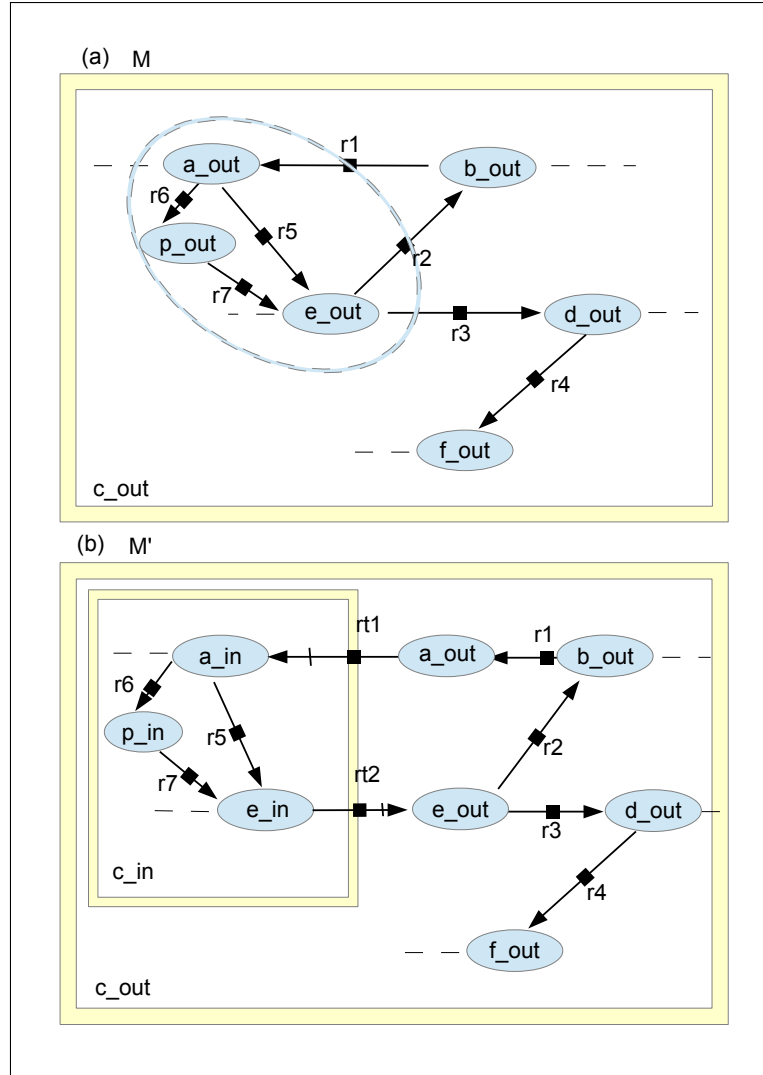 (a) M
r1
a_out
b_out
r6
r5
p_out
r2
r7
e_out
d_out
r3
r4
f_out
c_out
(b) M'
rt1
r1
a_in
a_out
b_out
r6
p_in
r5
r2
r7
rt2
e_in
e_out
d_out
r3
c_in
r4
f_out
c_out